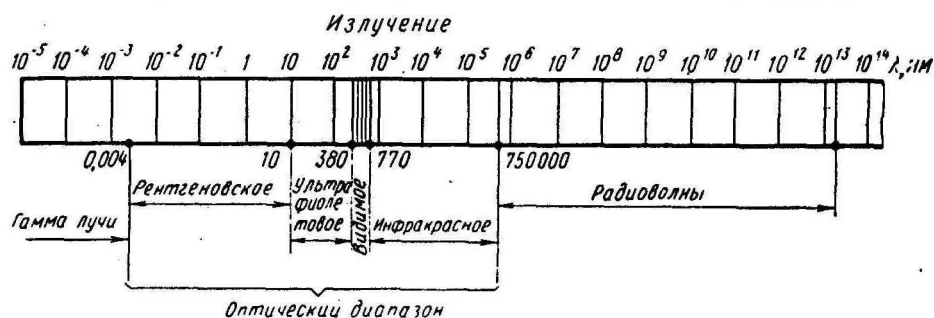 Излучение
10⁻⁵ 10⁻⁴ 10⁻³ 10⁻² 10⁻¹ 1 10 10² 10³ 10⁴ 10⁵ 10⁶ 10⁷ 10⁸ 10⁹ 10¹⁰ 10¹¹ 10¹² 10¹³ 10¹⁴ λ, нм
0,004 10 380 770 750 000
Рентгеновское
Ультра
фиоле
товое
Видимое
Инфракрасное
Радиоволны
Гамма лучи
Оптический диапазон